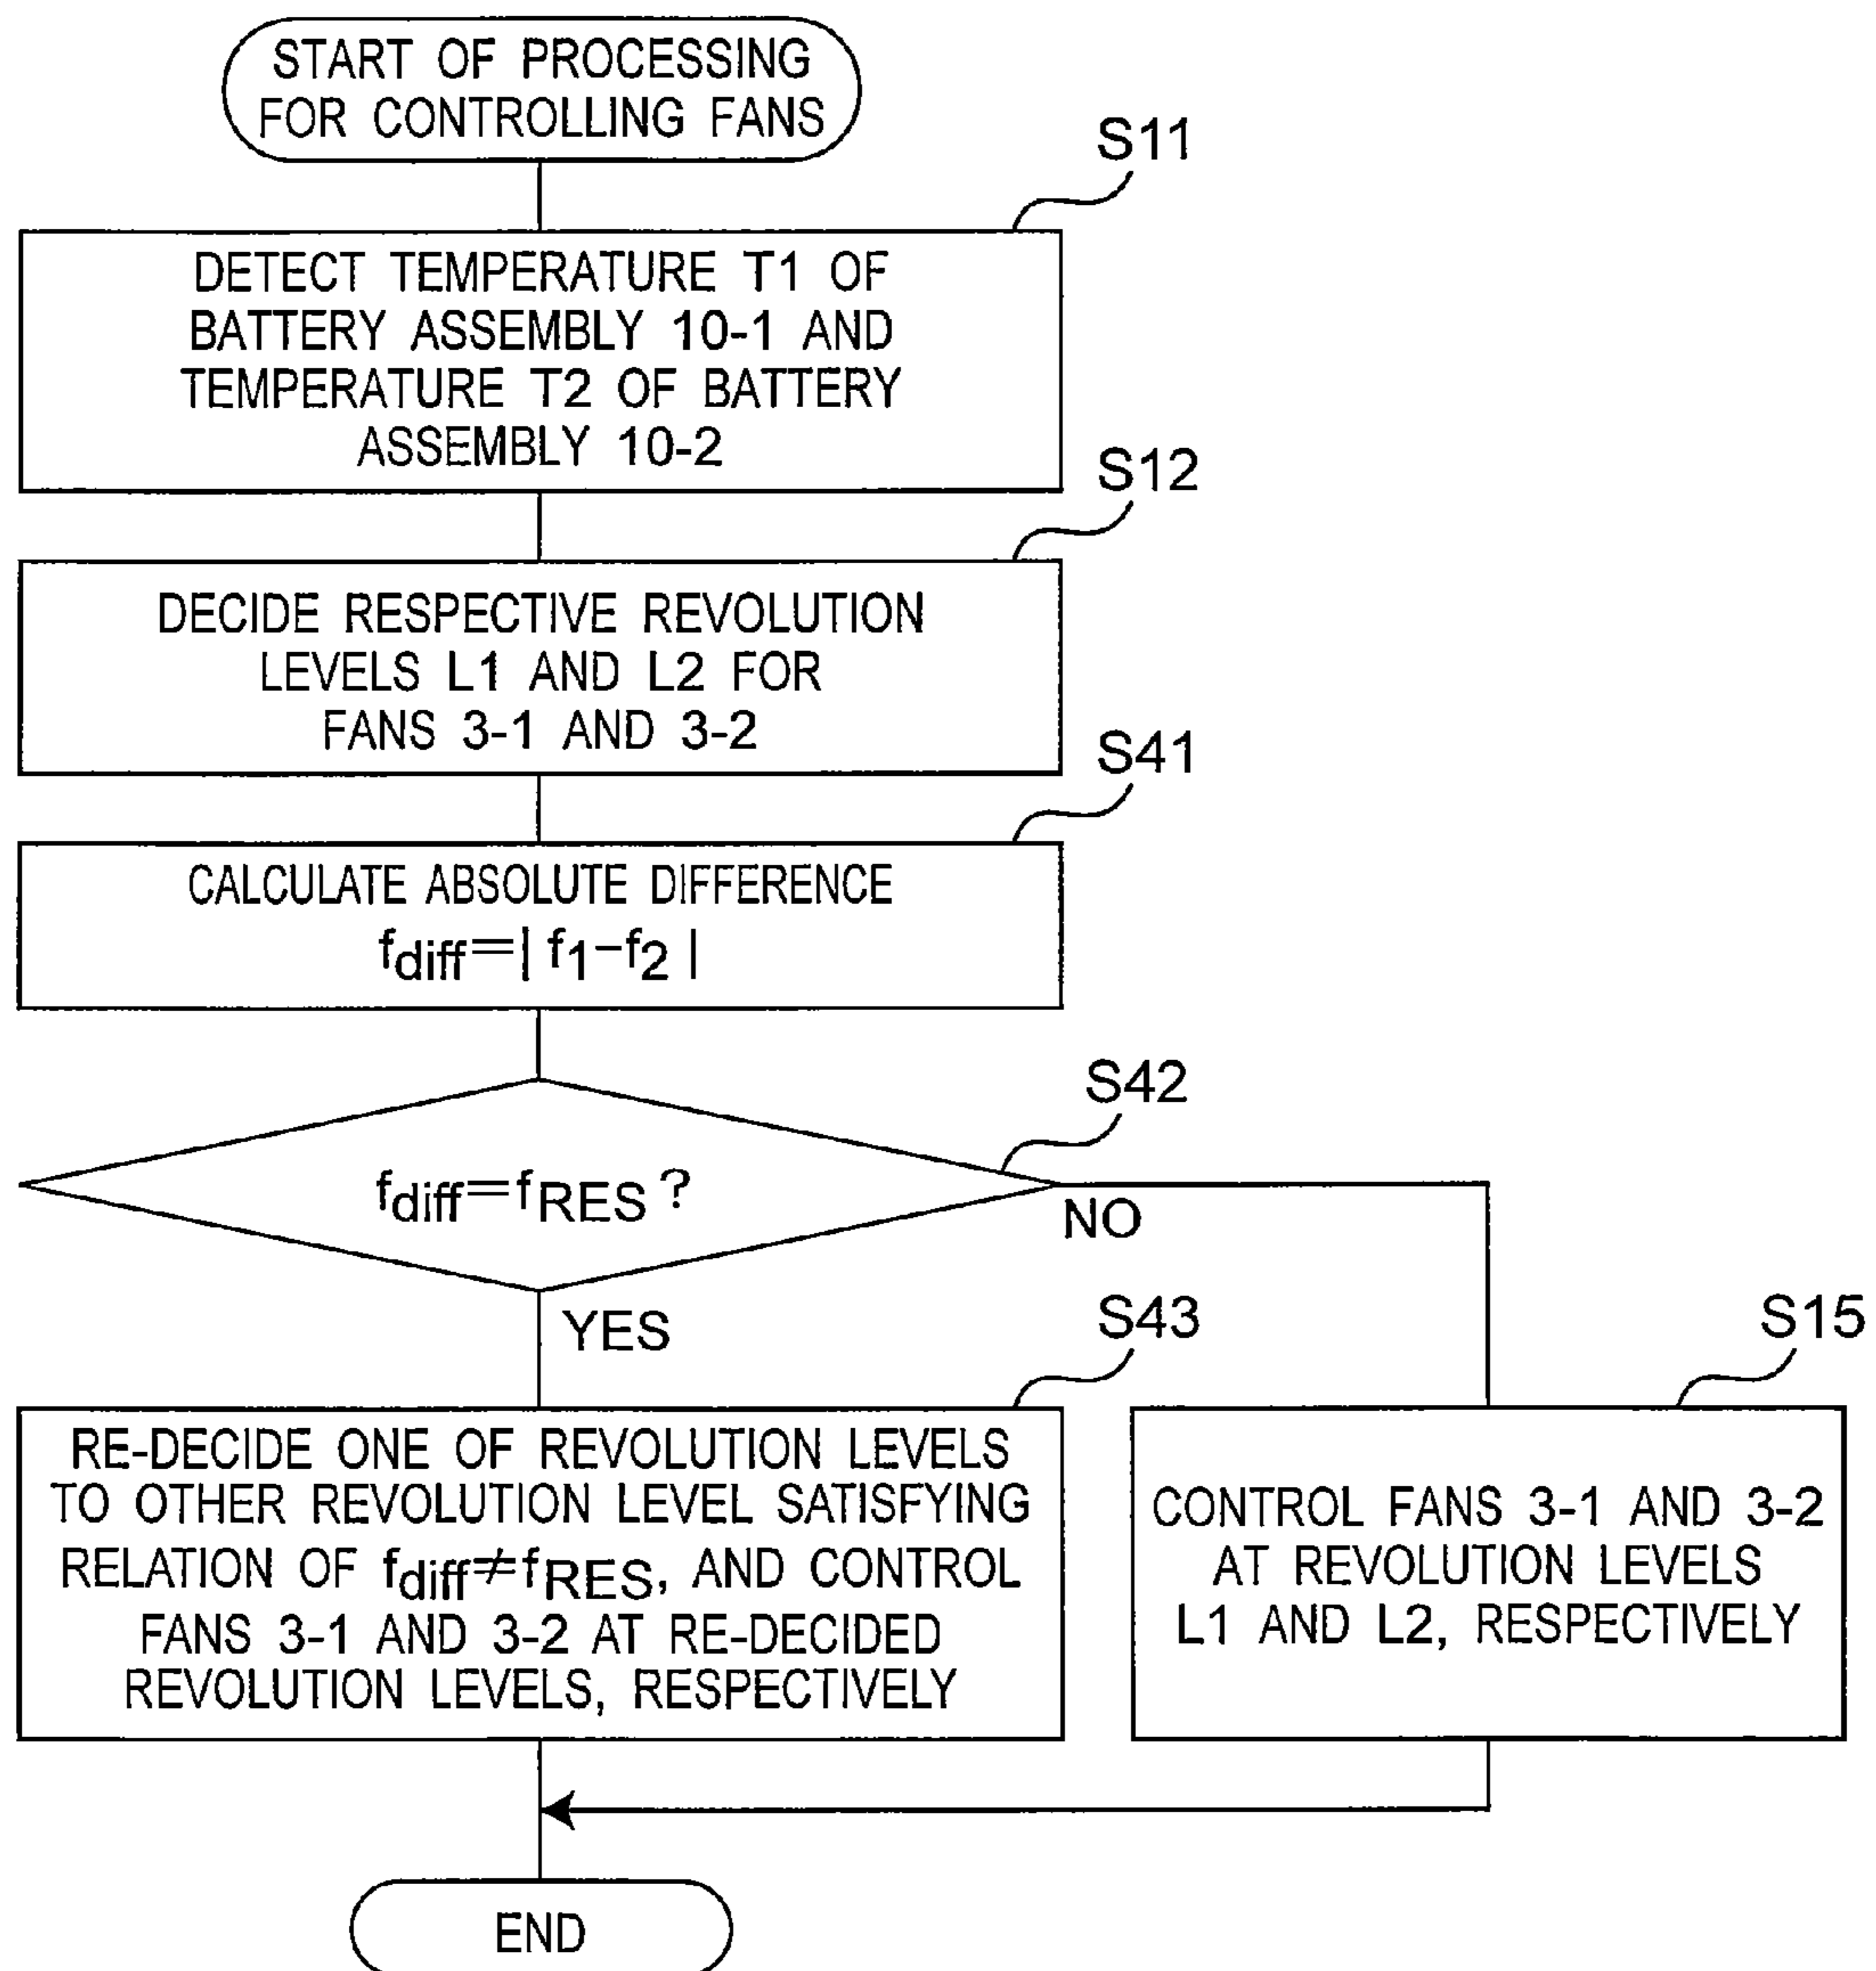 START OF PROCESSING
FOR CONTROLLING FANS
S11
DETECT TEMPERATURE T1 OF
BATTERY ASSEMBLY 10-1 AND
TEMPERATURE T2 OF BATTERY
ASSEMBLY 10-2
S12
DECIDE RESPECTIVE REVOLUTION
LEVELS L1 AND L2 FOR
FANS 3-1 AND 3-2
S41
CALCULATE ABSOLUTE DIFFERENCE
fdiff=| f1-f2 |
S42
fdiff=fRES?
NO
YES
S43
RE-DECIDE ONE OF REVOLUTION LEVELS
TO OTHER REVOLUTION LEVEL SATISFYING
RELATION OF fdiff≠fRES, AND CONTROL
FANS 3-1 AND 3-2 AT RE-DECIDED
REVOLUTION LEVELS, RESPECTIVELY
S15
CONTROL FANS 3-1 AND 3-2
AT REVOLUTION LEVELS
L1 AND L2, RESPECTIVELY
END